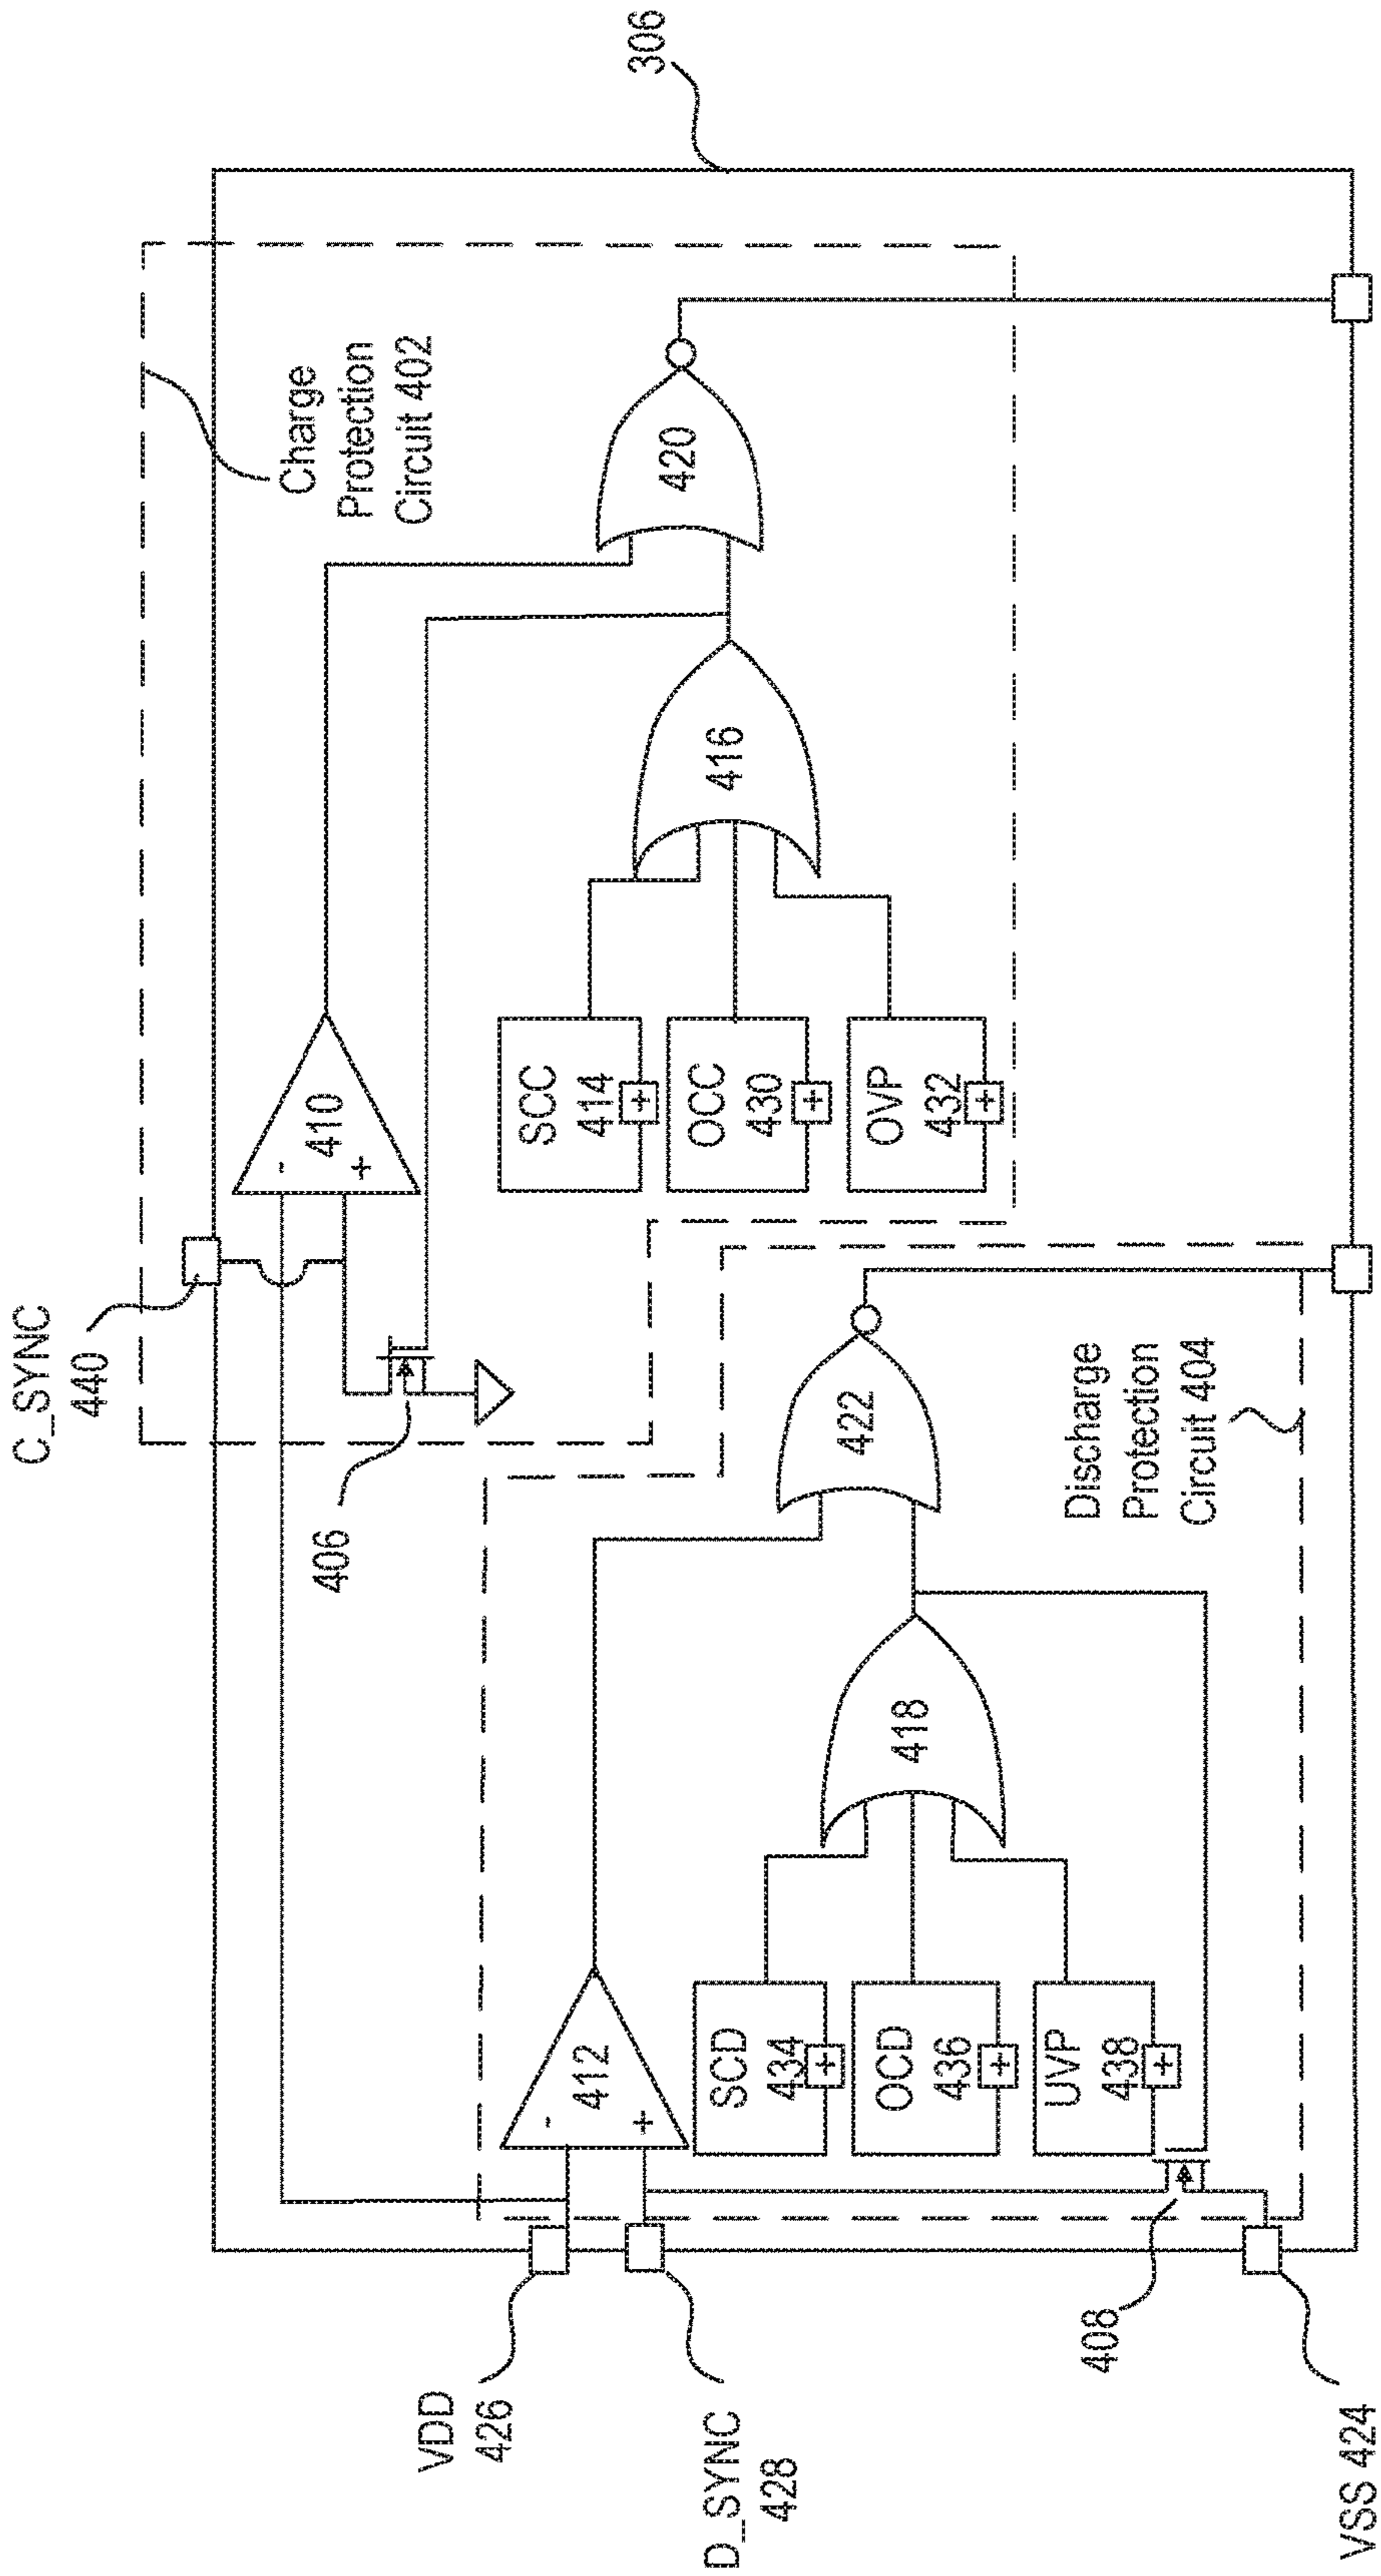 306
C_SYNC
440
Charge
Protection
Circuit 402
410
-
+
406
420
416
SCC
414
+
OCC
430
+
OVP
432
+
VDD
426
D_SYNC
428
412
-
+
422
418
SCD
434
+
OCD
436
+
UVP
438
+
Discharge
Protection
Circuit 404
408
VSS 424